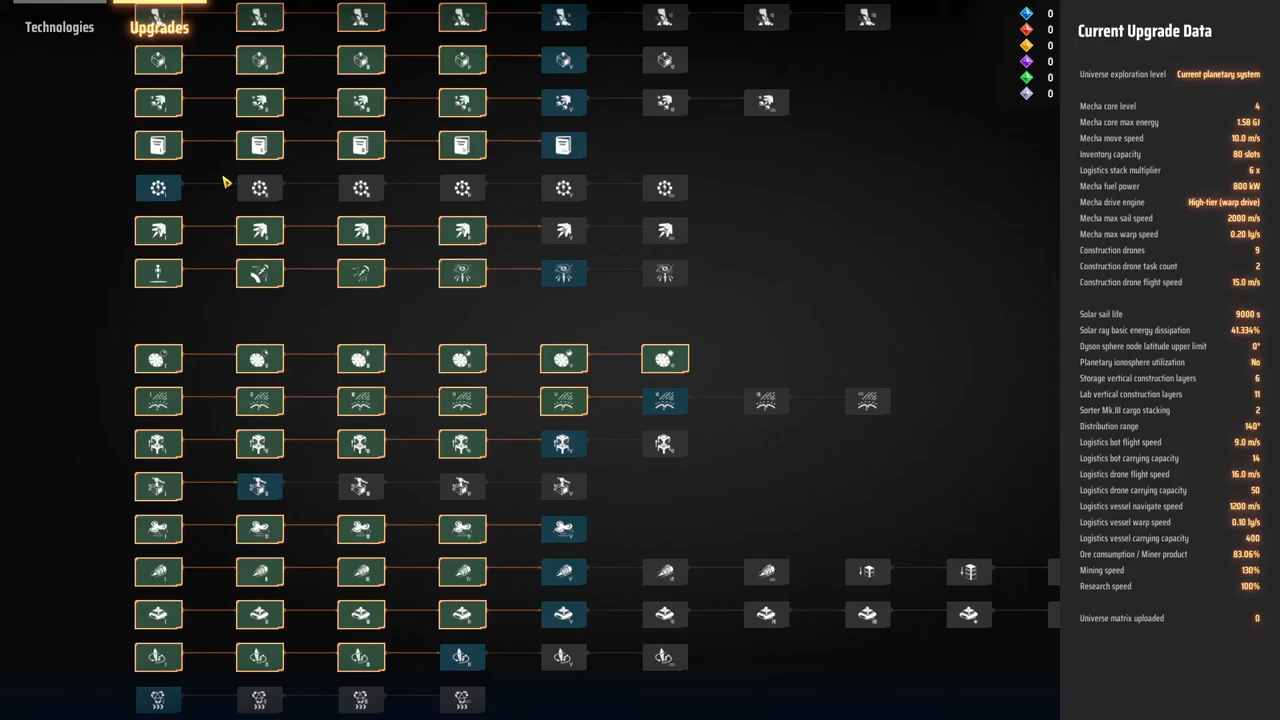 Technologies
Upgrades
0
0
0
0
0
0
Current Upgrade Data
Universe exploration level Current planetary system
Mecha core level 4
Mecha core max energy 1.58 GJ
Mecha move speed 10.0 m/s
Inventory capacity 80 slots
Logistics stack multiplier 6 x
Mecha fuel power 800 kW
Mecha drive engine High-tier (warp drive)
Mecha max sail speed 2000 m/s
Mecha max warp speed 0.20 ly/s
Construction drones 9
Construction drone task count 2
Construction drone flight speed 15.0 m/s
Solar sail life 9000 s
Solar ray basic energy dissipation 41.334%
Dyson sphere node latitude upper limit 0°
Planetary ionosphere utilization No
Storage vertical construction layers 6
Lab vertical construction layers 11
Sorter Mk.III cargo stacking 2
Distribution range 140°
Logistics bot flight speed 9.0 m/s
Logistics bot carrying capacity 14
Logistics drone flight speed 16.0 m/s
Logistics drone carrying capacity 50
Logistics vessel navigate speed 1200 m/s
Logistics vessel warp speed 0.10 ly/s
Logistics vessel carrying capacity 400
Ore consumption / Miner product 83.06%
Mining speed 130%
Research speed 100%
Universe matrix uploaded 0